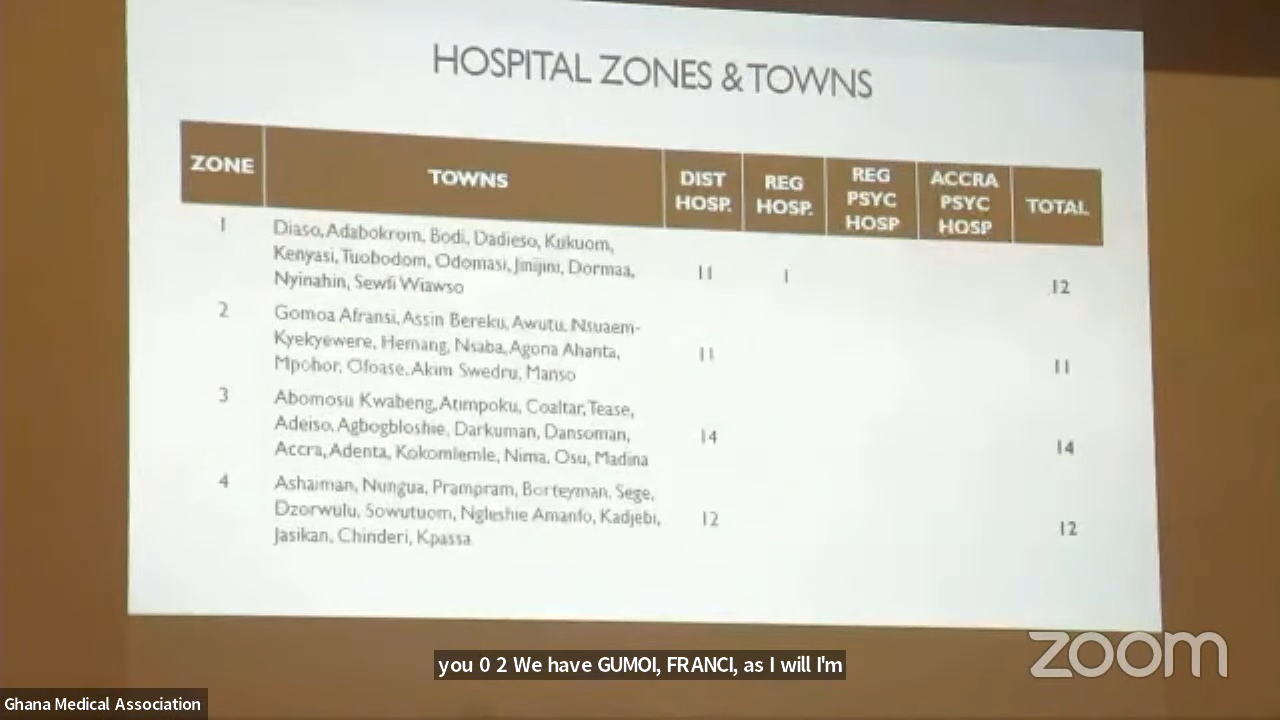 HOSPITAL ZONES & TOWNS
ZONE TOWNS DIST HOSP. REG HOSP. REG PSYC HOSP ACCRA PSYC HOSP TOTAL
1 Diaso, Adabokrom, Bodi, Dadieso, Kukuom,
Kenyasi, Tuobodom, Odomasi, Jinijini, Dormaa, 11 1 12
Nyinahin, Sewfi Wiawso
2 Gomoa Afransi, Assin Bereku, Awutu, Nsuaem-
Kyekyewere, Hemang, Nsaba, Agona Ahanta, 11 11
Mpohor, Ofoase, Akim Swedru, Manso
3 Abomosu Kwabeng, Atimpoku, Coaltar, Tease,
Adeiso, Agbogbloshie, Darkuman, Dansoman, 14 14
Accra, Adenta, Kokomlemle, Nima, Osu, Madina
4 Ashaiman, Nungua, Prampram, Borteyman, Sege,
Dzorwulu, Sowutuom, Ngleshie Amanfo, Kadjebi, 12 12
Jasikan, Chinderi, Kpassa
zoom
you 0 2 We have GUMOI, FRANCI, as I will I'm
Ghana Medical Association